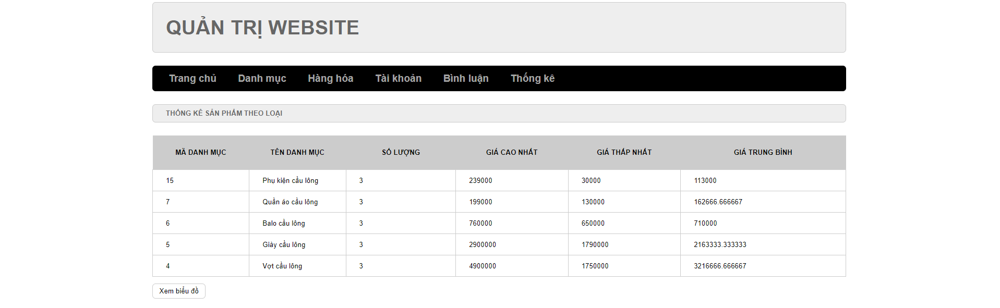 QUẢN TRỊ WEBSITE
Trang chủ Danh mục Hàng hóa Tài khoản Bình luận Thống kê
THỐNG KÊ SẢN PHẨM THEO LOẠI
MÃ DANH MỤC TÊN DANH MỤC SỐ LƯỢNG GIÁ CAO NHẤT GIÁ THẤP NHẤT GIÁ TRUNG BÌNH
15 Phụ kiện cầu lông 3 239000 30000 113000
7 Quần áo cầu lông 3 199000 130000 162666.666667
6 Balo cầu lông 3 760000 650000 710000
5 Giày cầu lông 3 2900000 1790000 2163333.333333
4 Vợt cầu lông 3 4900000 1750000 3216666.666667
Xem biểu đồ